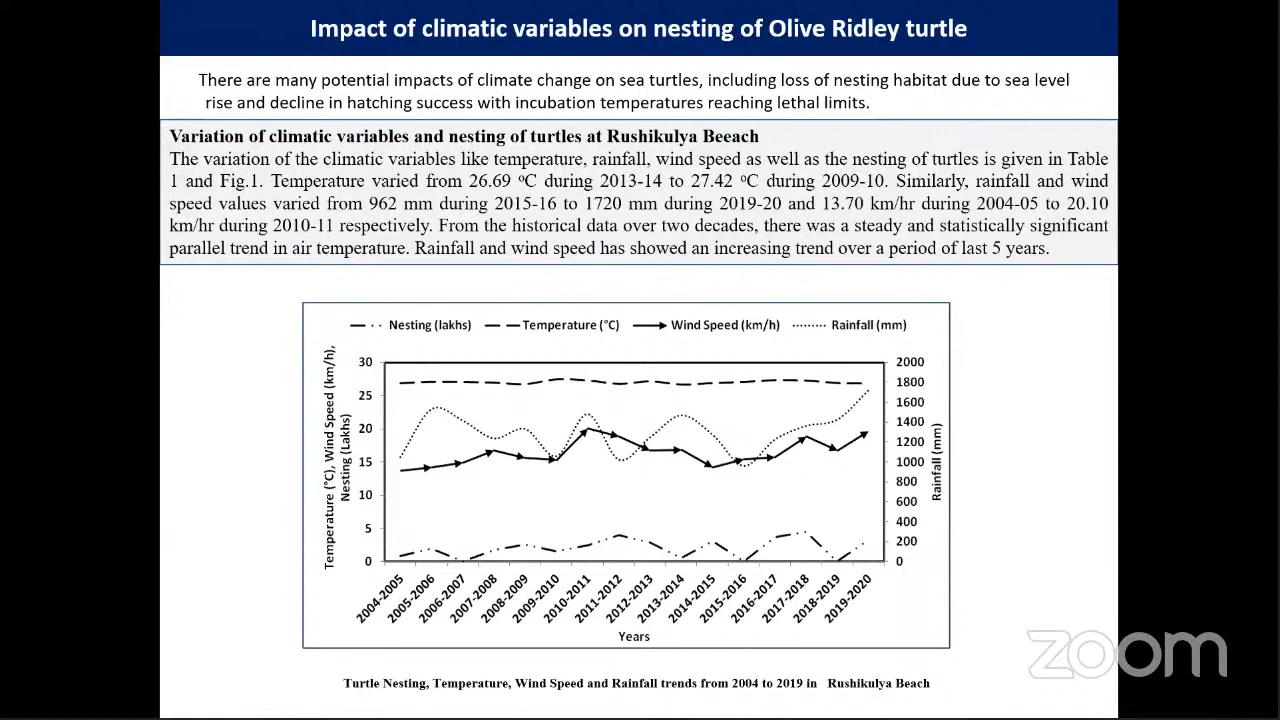 Impact of climatic variables on nesting of Olive Ridley turtle
There are many potential impacts of climate change on sea turtles, including loss of nesting habitat due to sea level
rise and decline in hatching success with incubation temperatures reaching lethal limits.
Variation of climatic variables and nesting of turtles at Rushikulya Beeach
The variation of the climatic variables like temperature, rainfall, wind speed as well as the nesting of turtles is given in Table
1 and Fig.1. Temperature varied from 26.69 ºC during 2013-14 to 27.42 ºC during 2009-10. Similarly, rainfall and wind
speed values varied from 962 mm during 2015-16 to 1720 mm during 2019-20 and 13.70 km/hr during 2004-05 to 20.10
km/hr during 2010-11 respectively. From the historical data over two decades, there was a steady and statistically significant
parallel trend in air temperature. Rainfall and wind speed has showed an increasing trend over a period of last 5 years.
Nesting (lakhs) Temperature (°C) Wind Speed (km/h) Rainfall (mm)
Temperature (°C), Wind Speed (km/h),
Nesting (Lakhs)
30
25
20
15
10
5
0
2000
1800
1600
1400
1200
1000
800
600
400
200
0
Rainfall (mm)
2004-2005
2005-2006
2006-2007
2007-2008
2008-2009
2009-2010
2010-2011
2011-2012
2012-2013
2013-2014
2014-2015
2015-2016
2016-2017
2017-2018
2018-2019
2019-2020
Years
Turtle Nesting, Temperature, Wind Speed and Rainfall trends from 2004 to 2019 in Rushikulya Beach
zoom